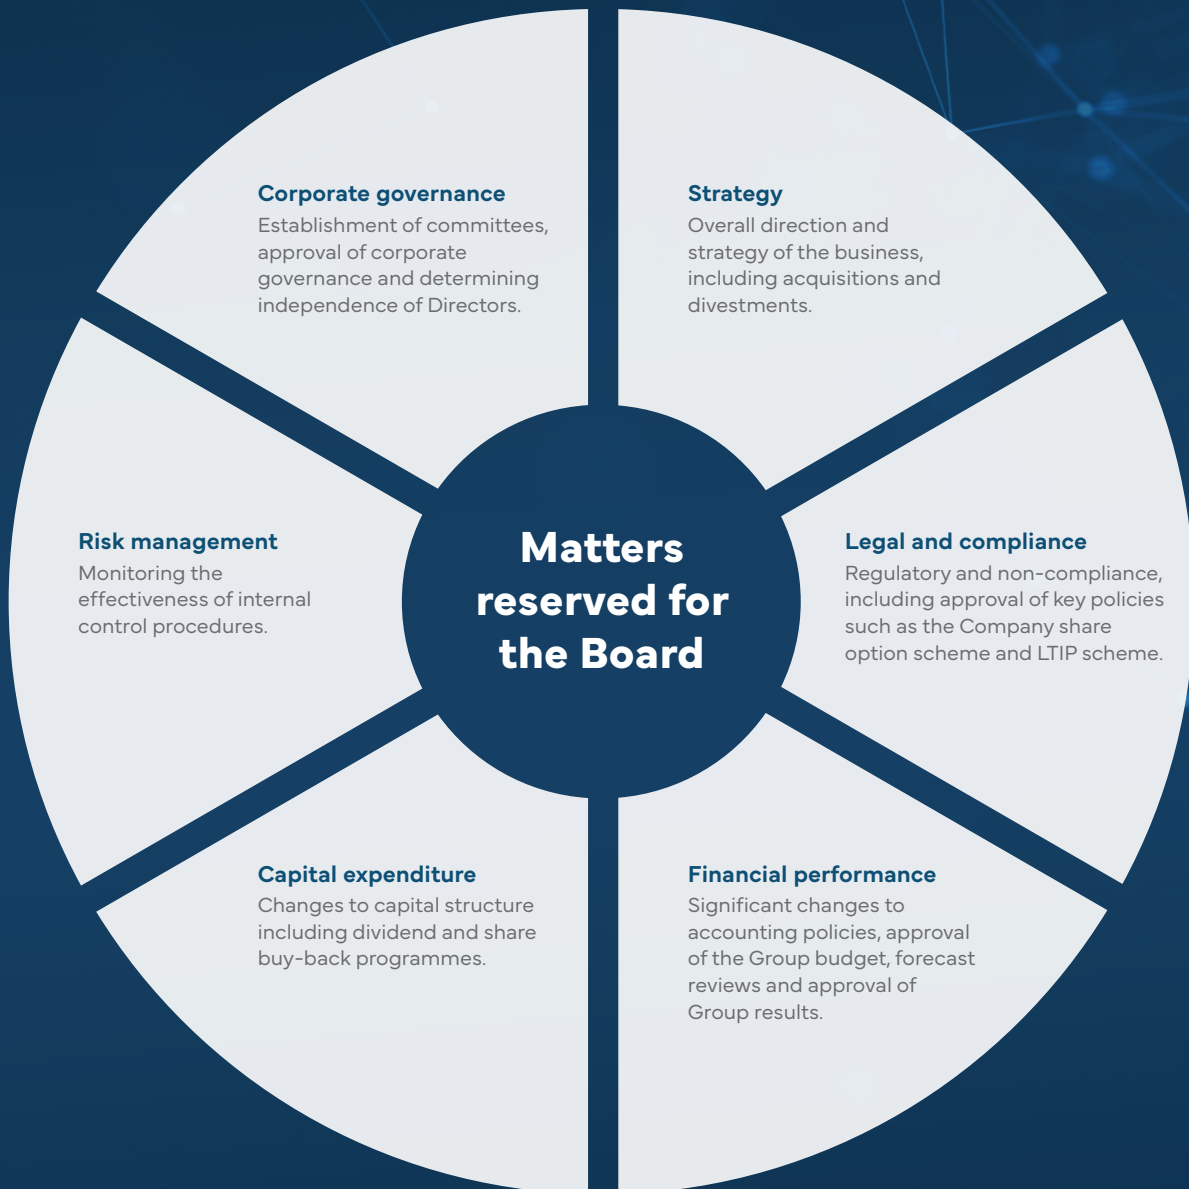 Corporate governance
Establishment of committees,
approval of corporate
governance and determining
independence of Directors.
Strategy
Overall direction and
strategy of the business,
including acquisitions and
divestments.
Risk management
Monitoring the
effectiveness of internal
control procedures.
Matters
reserved for
the Board
Legal and compliance
Regulatory and non-compliance,
including approval of key policies
such as the Company share
option scheme and LTIP scheme.
Capital expenditure
Changes to capital structure
including dividend and share
buy-back programmes.
Financial performance
Significant changes to
accounting policies, approval
of the Group budget, forecast
reviews and approval of
Group results.